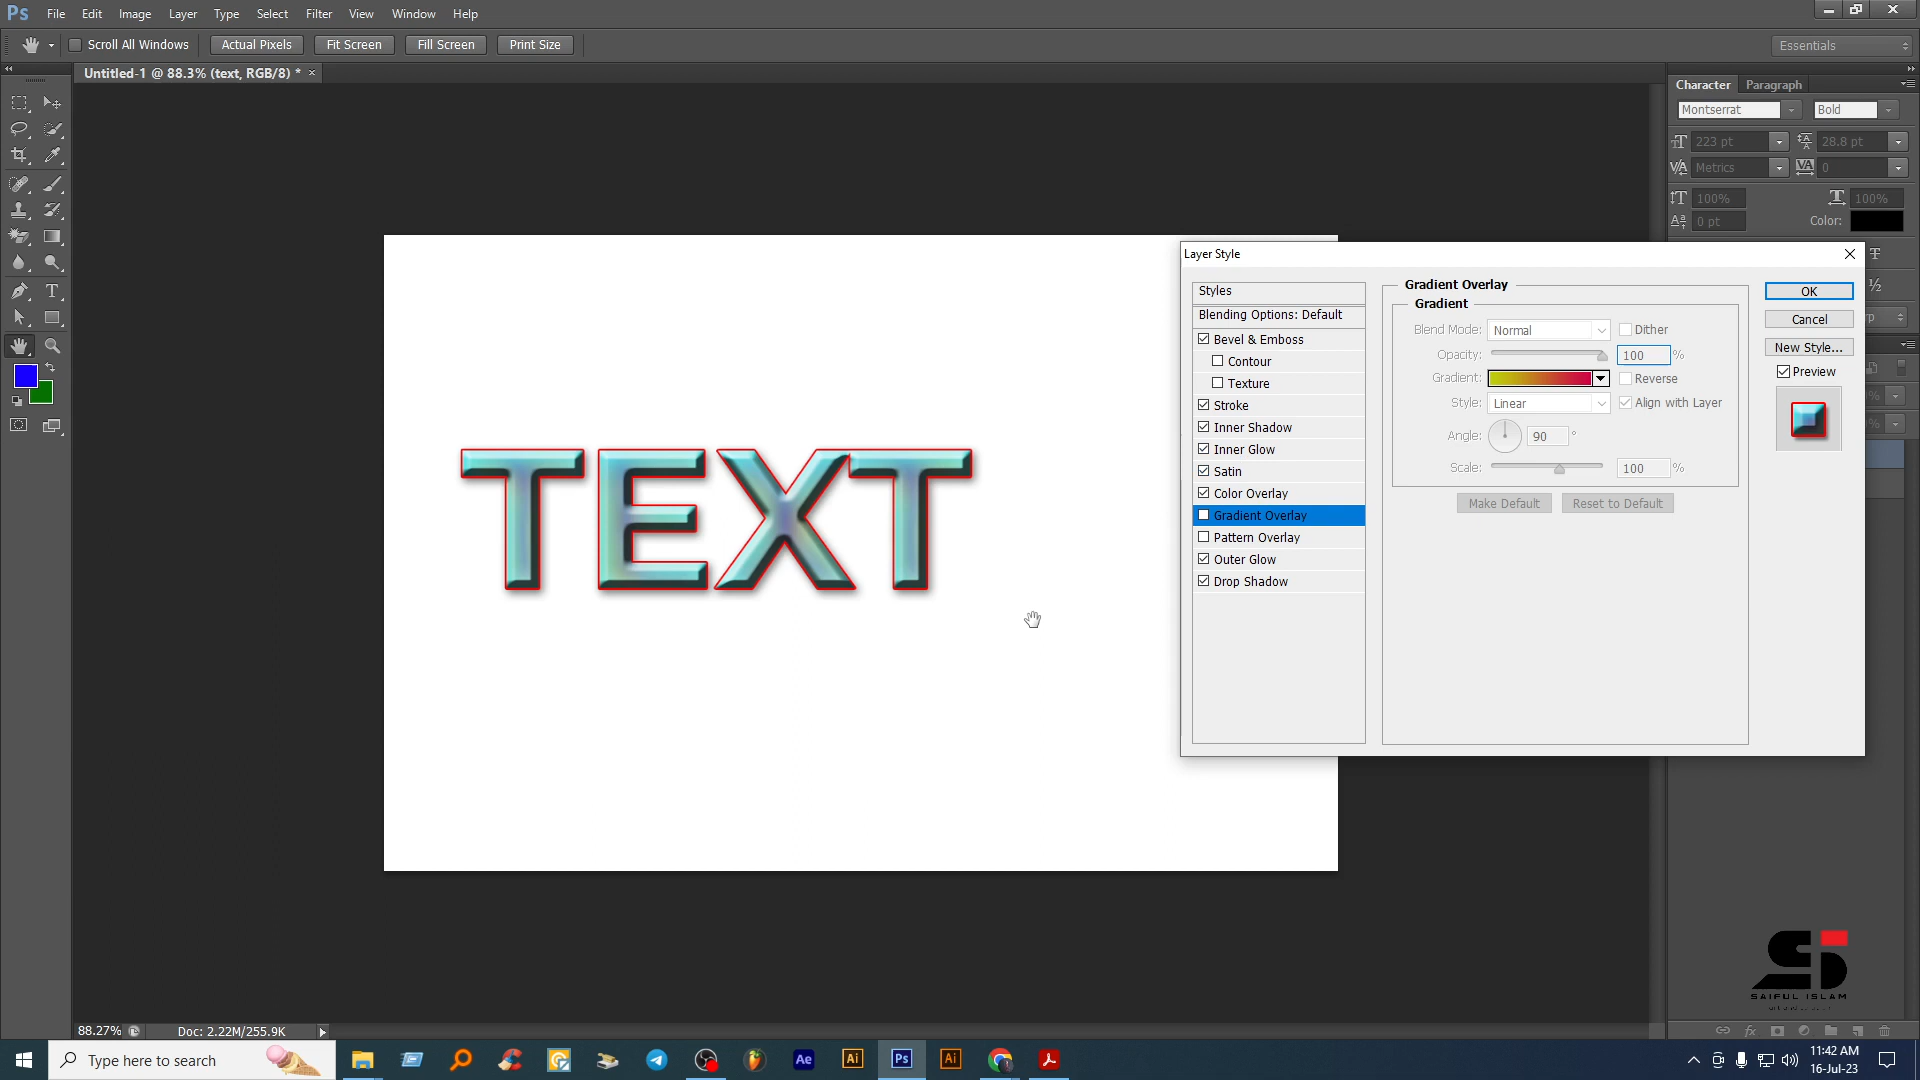 Ps File Edit Image Layer Type Select Filter View Window Help
Scroll All Windows Actual Pixels Fit Screen Fill Screen Print Size Essentials
Untitled-1 @ 88.3% (text, RGB/8) * ×
Character Paragraph
Montserrat Bold
223 pt 28.8 pt
Metrics 0
100% 100%
0 pt Color:
Layer Style
Styles
Blending Options: Default
Bevel & Emboss
Contour
Texture
Stroke
Inner Shadow
Inner Glow
Satin
Color Overlay
Gradient Overlay
Pattern Overlay
Outer Glow
Drop Shadow
Gradient Overlay
Gradient
Blend Mode: Normal Dither
Opacity: 100 %
Gradient: Reverse
Style: Linear Align with Layer
Angle: 90 °
Scale: 100 %
Make Default Reset to Default
OK
Cancel
New Style...
Preview
TEXT
SAIFUL ISLAM
88.27% Doc: 2.22M/255.9K
Type here to search
Ae Ai Ps Ai
11:42 AM
16-Jul-23